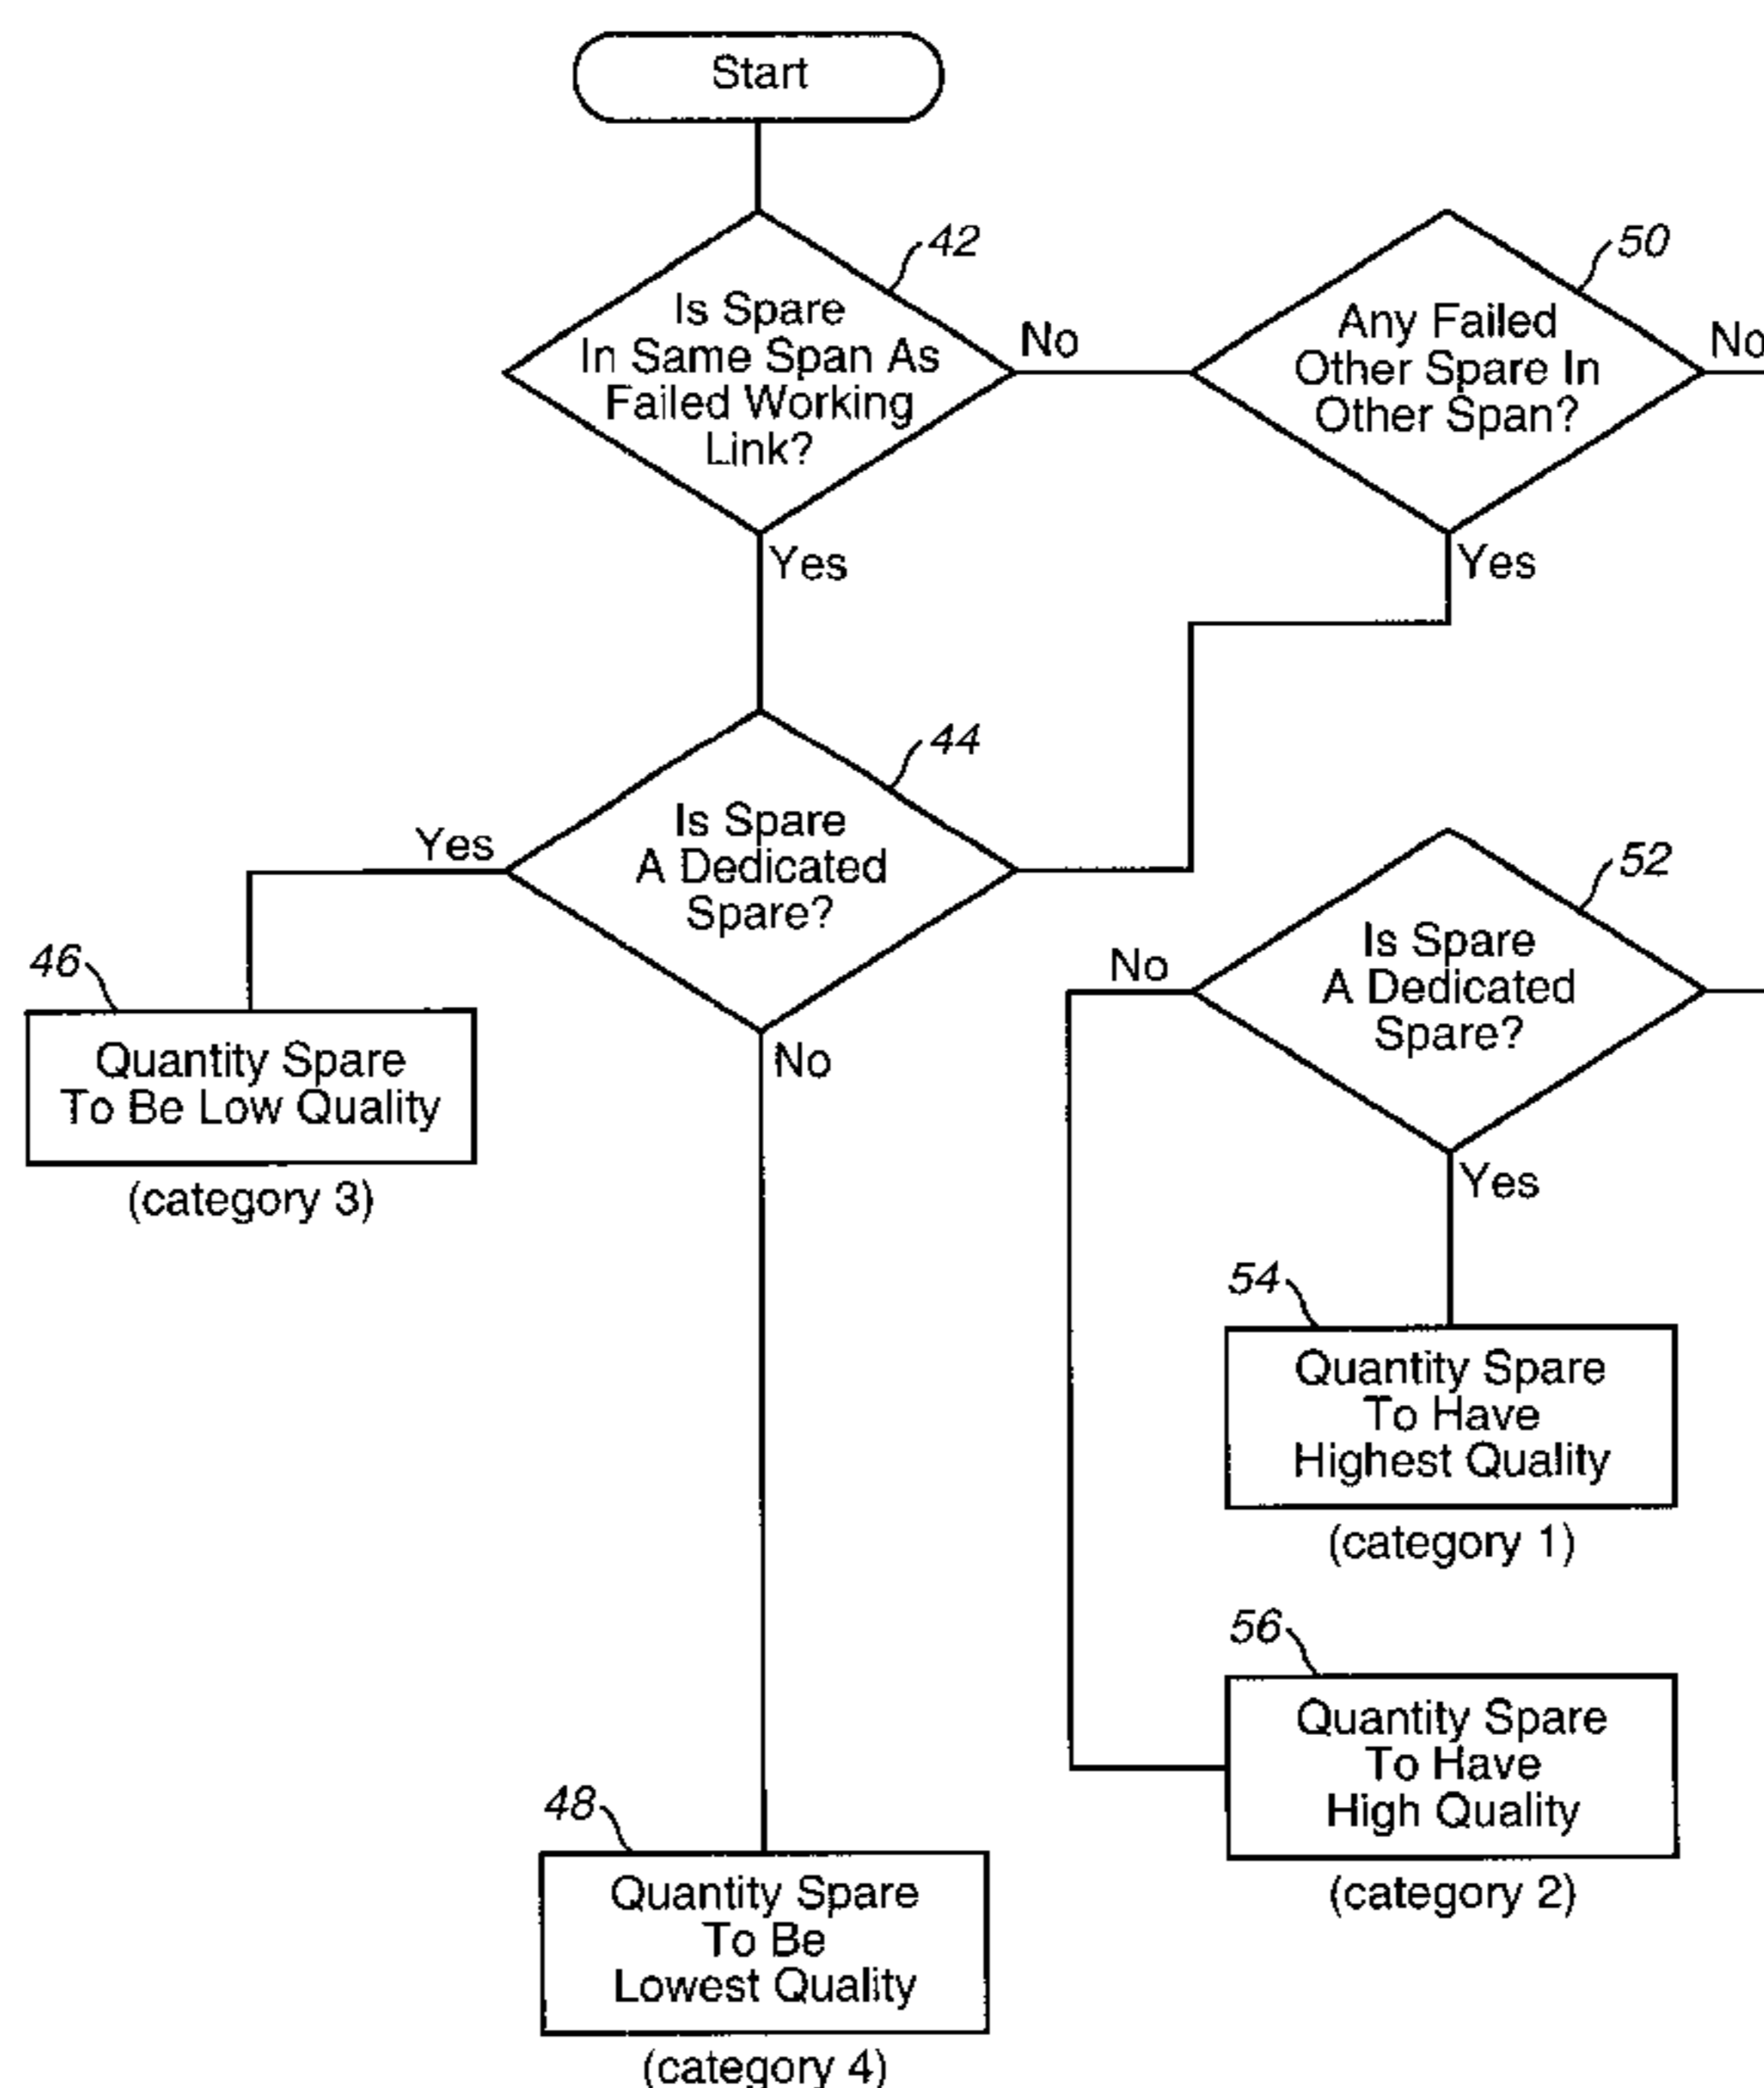 Start
42
Is Spare
In Same Span As
Failed Working
Link?
No
Yes
50
Any Failed
Other Spare In
Other Span?
No
Yes
44
Is Spare
A Dedicated
Spare?
Yes
No
46
Quantity Spare
To Be Low Quality
(category 3)
52
Is Spare
A Dedicated
Spare?
No
Yes
54
Quantity Spare
To Have
Highest Quality
(category 1)
56
Quantity Spare
To Have
High Quality
(category 2)
48
Quantity Spare
To Be
Lowest Quality
(category 4)